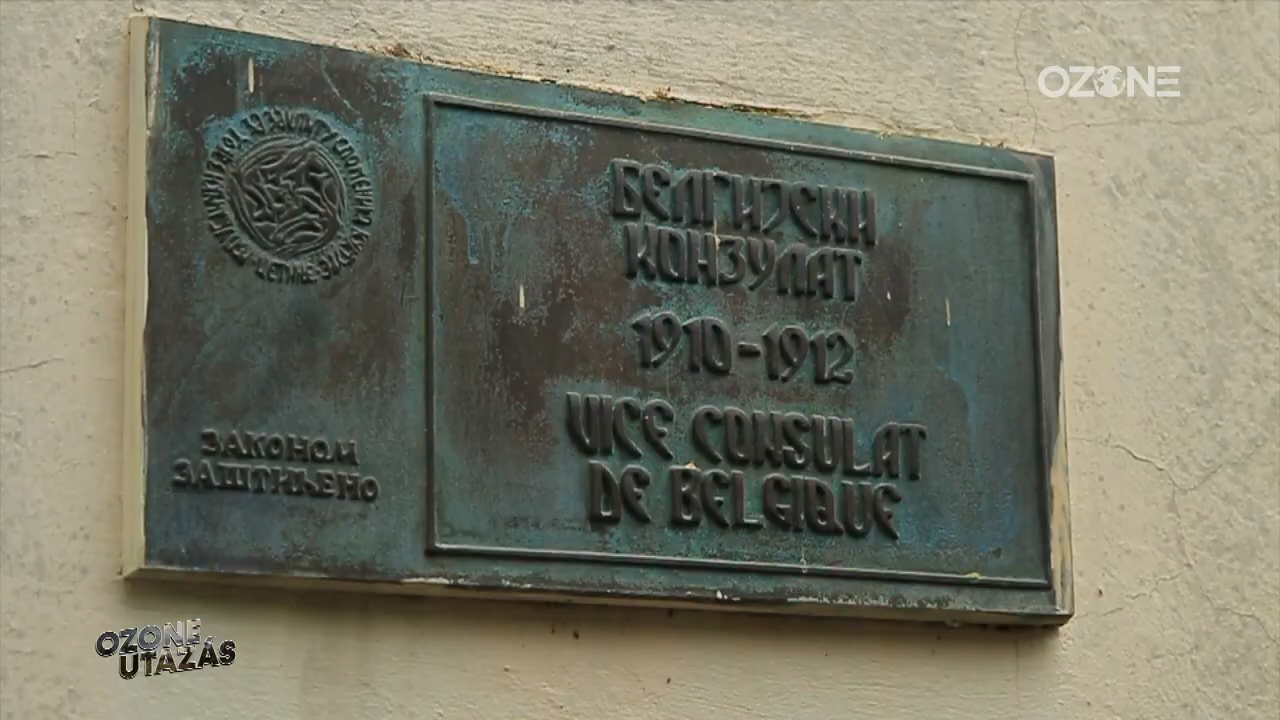 OZONE
БЕЛГИЈСКИ
КОНЗУЛАТ
1910-1912
VICE CONSULAT
DE BELGIQUE
ЗАКОНОМ
ЗАШТИЋЕНО
OZONE
UTAZÁS